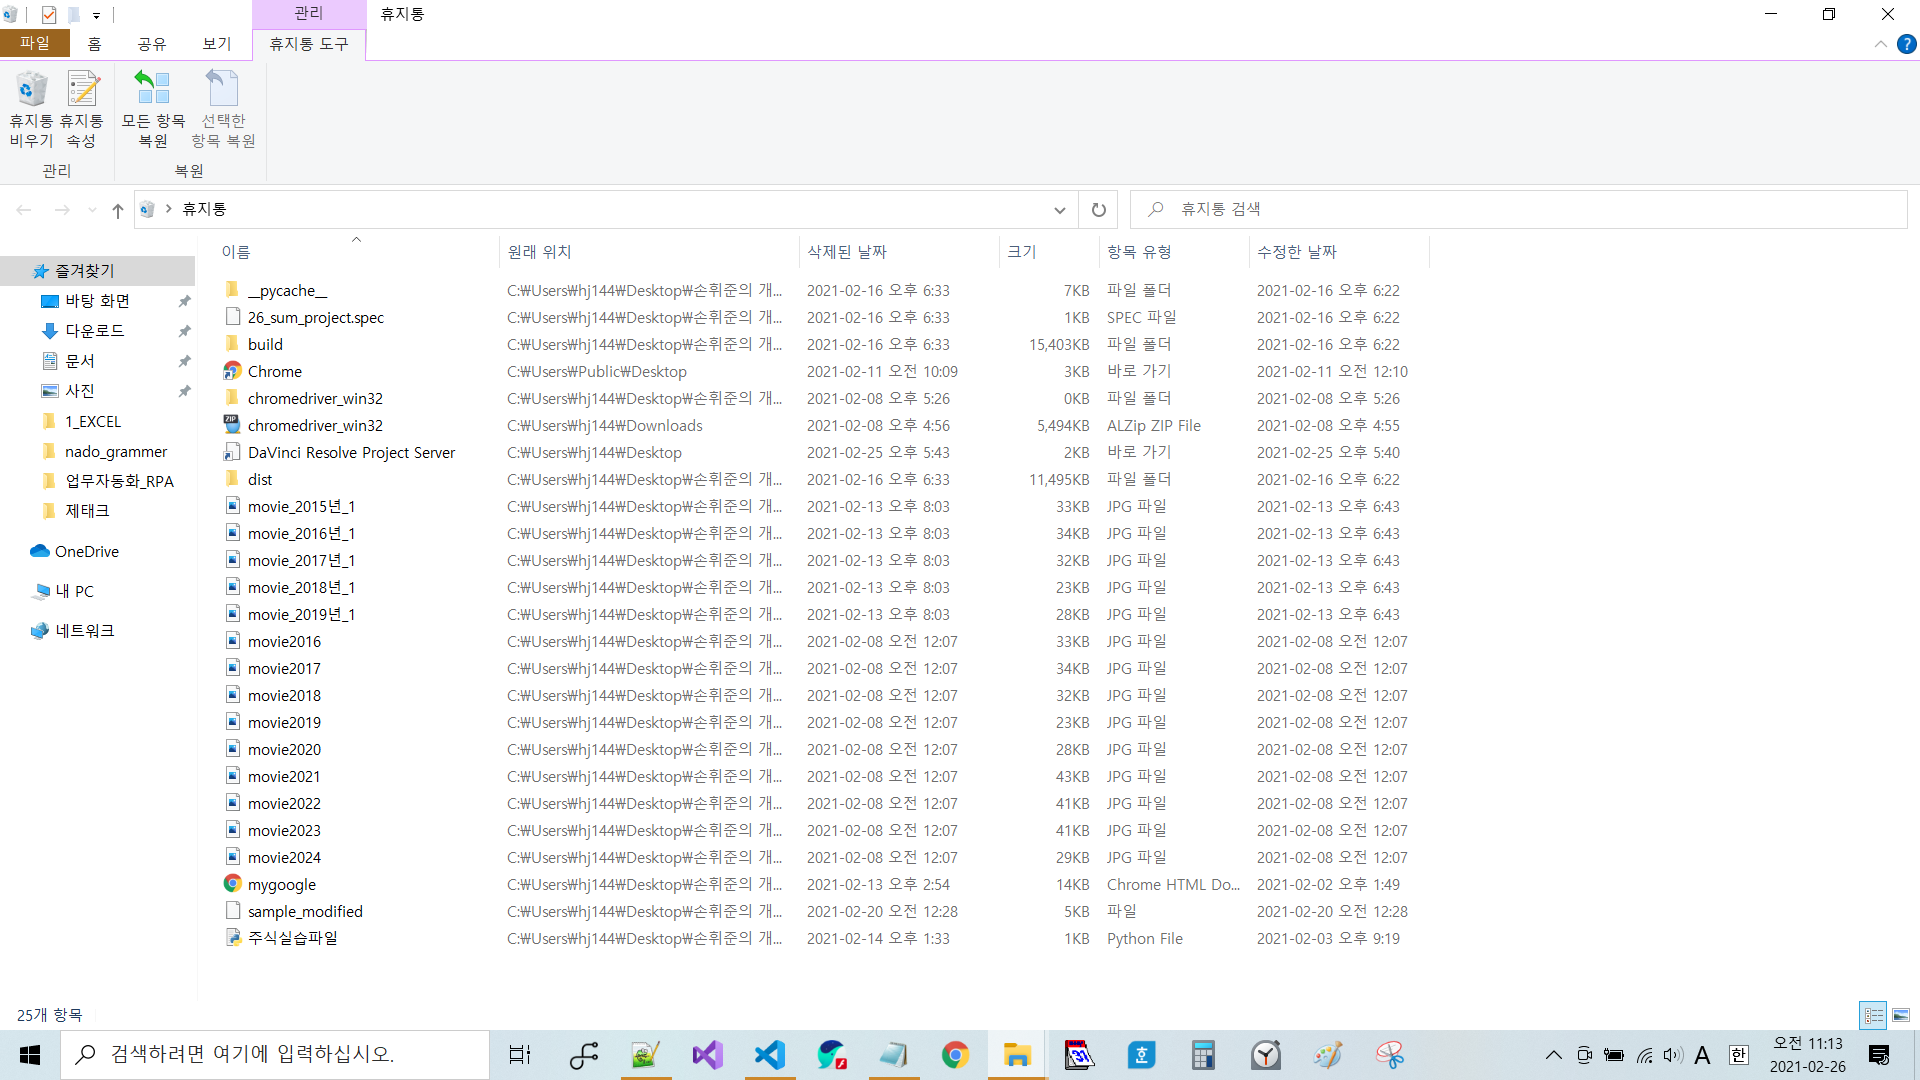 관리
휴지통
파일
홈
공유
보기
휴지통 도구
휴지통 비우기
휴지통 속성
모든 항목 복원
선택한 항목 복원
관리
복원
휴지통
휴지통 검색
이름 원래 위치 삭제된 날짜 크기 항목 유형 수정한 날짜
즐겨찾기
바탕 화면
다운로드
문서
사진
1_EXCEL
nado_grammer
업무자동화_RPA
제태크
OneDrive
내 PC
네트워크
__pycache__ C:₩Users₩hj144₩Desktop₩손휘준의 개... 2021-02-16 오후 6:33 7KB 파일 폴더 2021-02-16 오후 6:22
26_sum_project.spec C:₩Users₩hj144₩Desktop₩손휘준의 개... 2021-02-16 오후 6:33 1KB SPEC 파일 2021-02-16 오후 6:22
build C:₩Users₩hj144₩Desktop₩손휘준의 개... 2021-02-16 오후 6:33 15,403KB 파일 폴더 2021-02-16 오후 6:22
Chrome C:₩Users₩Public₩Desktop 2021-02-11 오전 10:09 3KB 바로 가기 2021-02-11 오전 12:10
chromedriver_win32 C:₩Users₩hj144₩Desktop₩손휘준의 개... 2021-02-08 오후 5:26 0KB 파일 폴더 2021-02-08 오후 5:26
chromedriver_win32 C:₩Users₩hj144₩Downloads 2021-02-08 오후 4:56 5,494KB ALZip ZIP File 2021-02-08 오후 4:55
DaVinci Resolve Project Server C:₩Users₩hj144₩Desktop 2021-02-25 오후 5:43 2KB 바로 가기 2021-02-25 오후 5:40
dist C:₩Users₩hj144₩Desktop₩손휘준의 개... 2021-02-16 오후 6:33 11,495KB 파일 폴더 2021-02-16 오후 6:22
movie_2015년_1 C:₩Users₩hj144₩Desktop₩손휘준의 개... 2021-02-13 오후 8:03 33KB JPG 파일 2021-02-13 오후 6:43
movie_2016년_1 C:₩Users₩hj144₩Desktop₩손휘준의 개... 2021-02-13 오후 8:03 34KB JPG 파일 2021-02-13 오후 6:43
movie_2017년_1 C:₩Users₩hj144₩Desktop₩손휘준의 개... 2021-02-13 오후 8:03 32KB JPG 파일 2021-02-13 오후 6:43
movie_2018년_1 C:₩Users₩hj144₩Desktop₩손휘준의 개... 2021-02-13 오후 8:03 23KB JPG 파일 2021-02-13 오후 6:43
movie_2019년_1 C:₩Users₩hj144₩Desktop₩손휘준의 개... 2021-02-13 오후 8:03 28KB JPG 파일 2021-02-13 오후 6:43
movie2016 C:₩Users₩hj144₩Desktop₩손휘준의 개... 2021-02-08 오전 12:07 33KB JPG 파일 2021-02-08 오전 12:07
movie2017 C:₩Users₩hj144₩Desktop₩손휘준의 개... 2021-02-08 오전 12:07 34KB JPG 파일 2021-02-08 오전 12:07
movie2018 C:₩Users₩hj144₩Desktop₩손휘준의 개... 2021-02-08 오전 12:07 32KB JPG 파일 2021-02-08 오전 12:07
movie2019 C:₩Users₩hj144₩Desktop₩손휘준의 개... 2021-02-08 오전 12:07 23KB JPG 파일 2021-02-08 오전 12:07
movie2020 C:₩Users₩hj144₩Desktop₩손휘준의 개... 2021-02-08 오전 12:07 28KB JPG 파일 2021-02-08 오전 12:07
movie2021 C:₩Users₩hj144₩Desktop₩손휘준의 개... 2021-02-08 오전 12:07 43KB JPG 파일 2021-02-08 오전 12:07
movie2022 C:₩Users₩hj144₩Desktop₩손휘준의 개... 2021-02-08 오전 12:07 41KB JPG 파일 2021-02-08 오전 12:07
movie2023 C:₩Users₩hj144₩Desktop₩손휘준의 개... 2021-02-08 오전 12:07 41KB JPG 파일 2021-02-08 오전 12:07
movie2024 C:₩Users₩hj144₩Desktop₩손휘준의 개... 2021-02-08 오전 12:07 29KB JPG 파일 2021-02-08 오전 12:07
mygoogle C:₩Users₩hj144₩Desktop₩손휘준의 개... 2021-02-13 오후 2:54 14KB Chrome HTML Do... 2021-02-02 오후 1:49
sample_modified C:₩Users₩hj144₩Desktop₩손휘준의 개... 2021-02-20 오전 12:28 5KB 파일 2021-02-20 오전 12:28
주식실습파일 C:₩Users₩hj144₩Desktop₩손휘준의 개... 2021-02-14 오후 1:33 1KB Python File 2021-02-03 오후 9:19
25개 항목
검색하려면 여기에 입력하십시오.
31
호
A
한
오전 11:13
2021-02-26